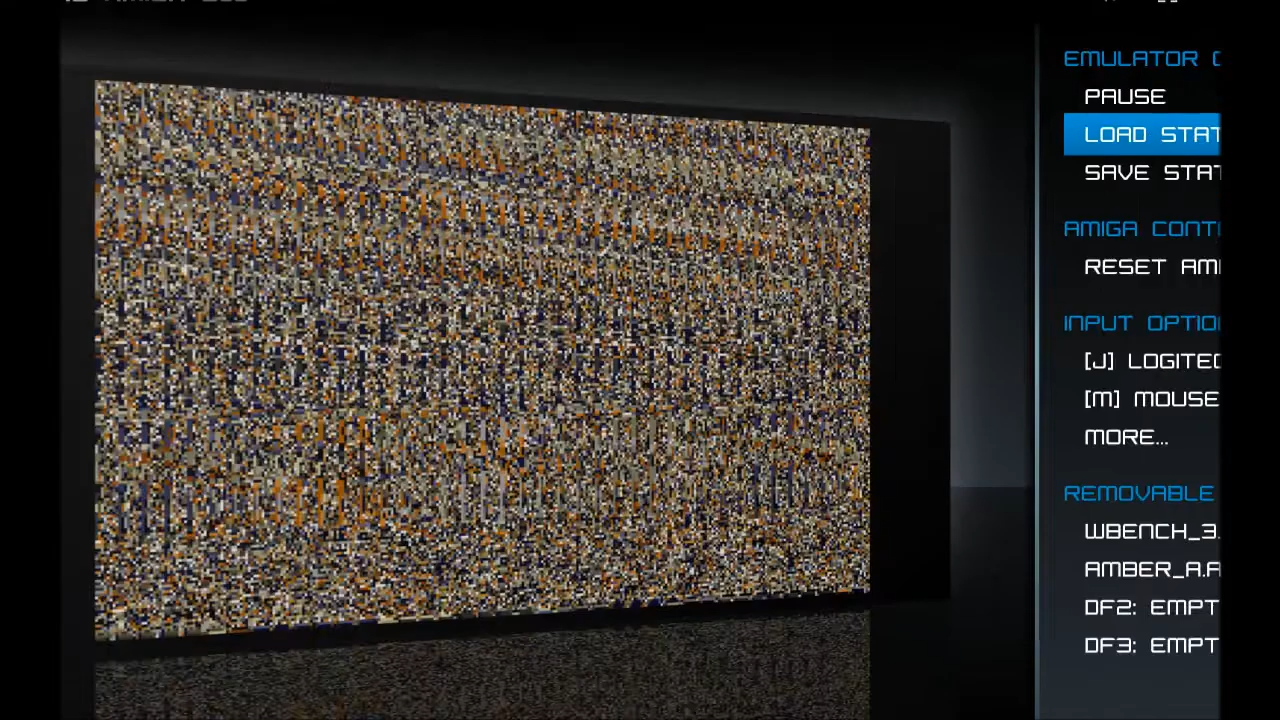 EMULATOR
PAUSE
LOAD STAT
SAVE STAT
AMIGA CONT
RESET AMI
INPUT OPTIO
[J] LOGITEC
[M] MOUSE
MORE...
REMOVABLE
WBENCH_3.
AMBER_A.A
DF2: EMPT
DF3: EMPT